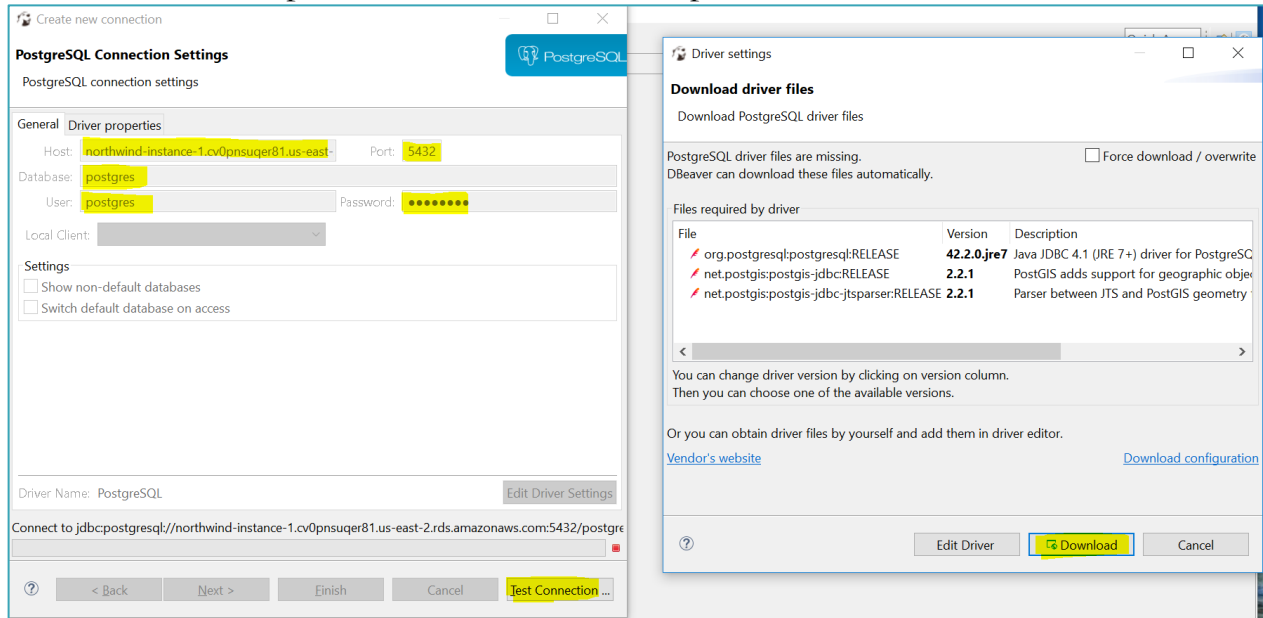 Create new connection
PostgreSQL Connection Settings
PostgreSQL connection settings
PostgreSQL
General Driver properties
Host: northwind-instance-1.cv0pnsuqer81.us-east- Port: 5432
Database: postgres
User: postgres Password: ●●●●●●●●
Local Client:
Settings
Show non-default databases
Switch default database on access
Driver Name: PostgreSQL Edit Driver Settings
Connect to jdbc:postgresql://northwind-instance-1.cv0pnsuqer81.us-east-2.rds.amazonaws.com:5432/postgre
< Back Next > Finish Cancel Test Connection ...
Driver settings
Download driver files
Download PostgreSQL driver files
PostgreSQL driver files are missing. Force download / overwrite
DBeaver can download these files automatically.
Files required by driver
File Version Description
org.postgresql:postgresql:RELEASE 42.2.0.jre7 Java JDBC 4.1 (JRE 7+) driver for PostgreSQ
net.postgis:postgis-jdbc:RELEASE 2.2.1 PostGIS adds support for geographic obje
net.postgis:postgis-jdbc-jtsparser:RELEASE 2.2.1 Parser between JTS and PostGIS geometry
You can change driver version by clicking on version column.
Then you can choose one of the available versions.
Or you can obtain driver files by yourself and add them in driver editor.
Vendor's website Download configuration
Edit Driver Download Cancel